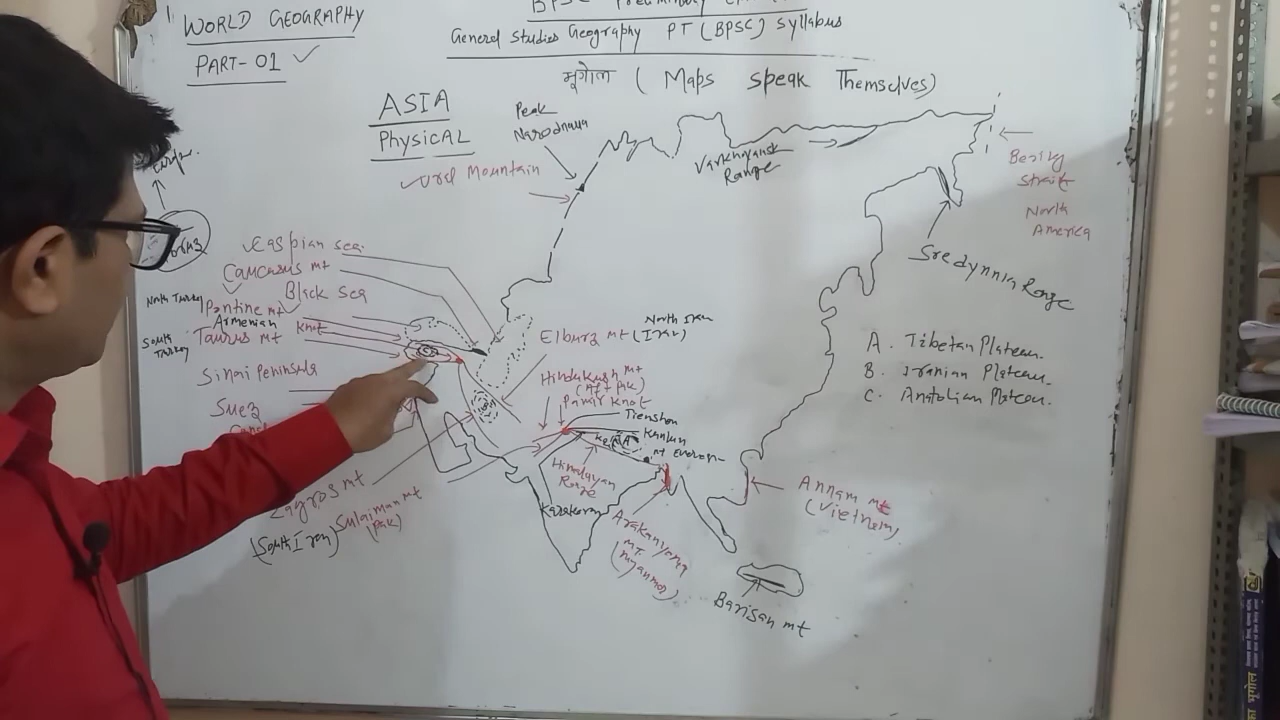 WORLD GEOGRAPHY
PART-01
General Studies Geography PT (BPSC) Syllabus
भूगोल ( Maps speak Themselves)
ASIA
PHYSICAL
Peak
Narodnaya
Ural Mountain
Range
Bering
Strait
North
America
Caspian sea
Caucasus mt
Black Sea
North Turkey
Pontine mt
Armenian
Knot
South
Turkey
Taurus mt
Sinai Peninsula
Suez
Elburz mt (North Iran
(Iran)
Hindukush mt
(Af & Pak)
Pamir Knot
Tienshan
Kunlun
K2
A
mt Everest
Himalayan
Range
Karakoram
Zagros mt
(South Iran)
Sulaiman mt
(Pak)
Arakanyoma
mT.
Myanmar)
Annam mt
(Vietnam)
Barisan mt
A. Tibetan Plateau.
B. Iranian Plateau.
C. Anatolian Plateau.